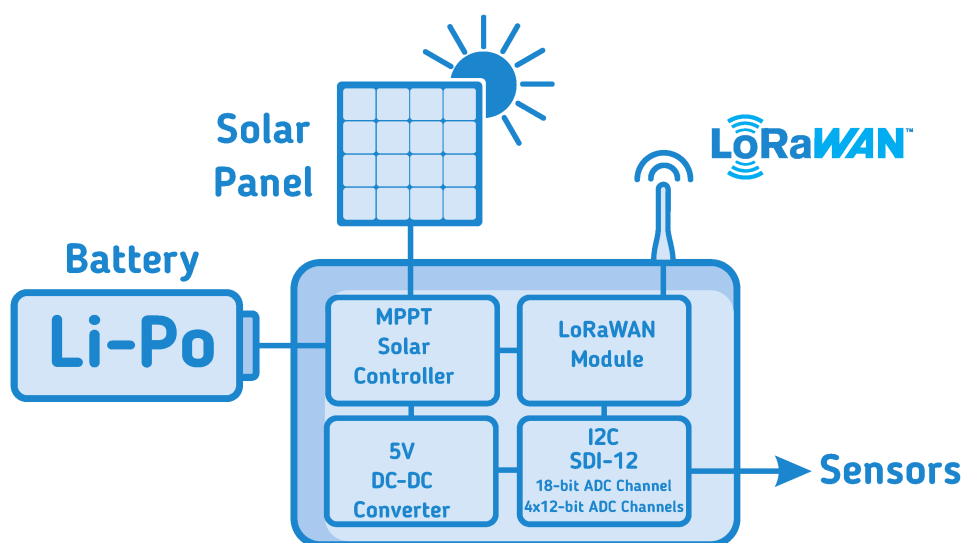 Solar
Panel
LoRaWAN™
Battery
Li-Po
MPPT
Solar
Controller
LoRaWAN
Module
5V
DC-DC
Converter
I2C
SDI-12
18-bit ADC Channel
4x12-bit ADC Channels
Sensors